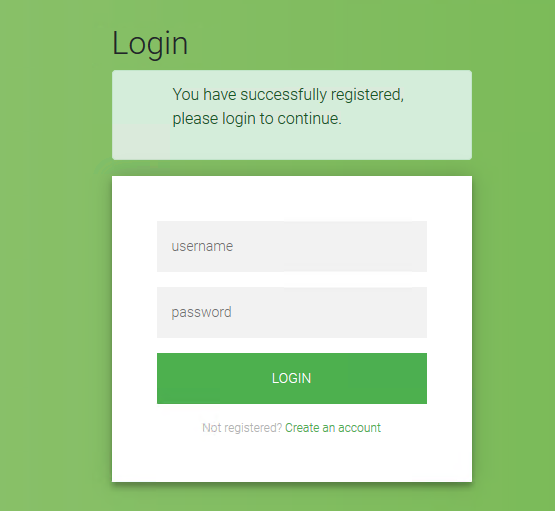 Login
You have successfully registered,
please login to continue.
username
password
LOGIN
Not registered? Create an account